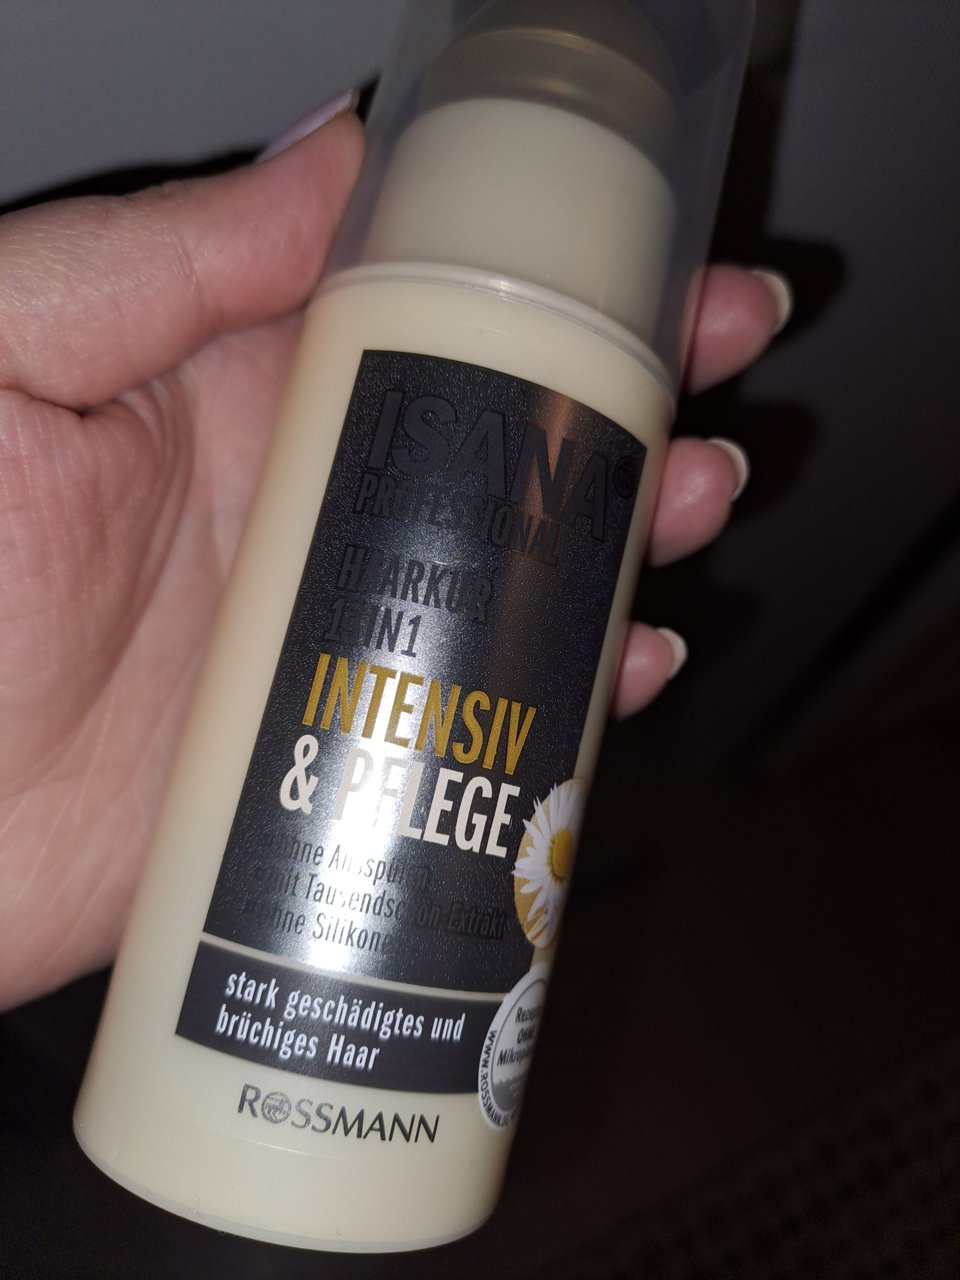 ISANA
PROFESSIONAL
HAARKUR
IN1
INTENSIV
& PFLEGE
ohne Ausspülen
mit Tausendschön-Extrakt
ohne Silikone
stark geschädigtes und
brüchiges Haar
ROSSMANN